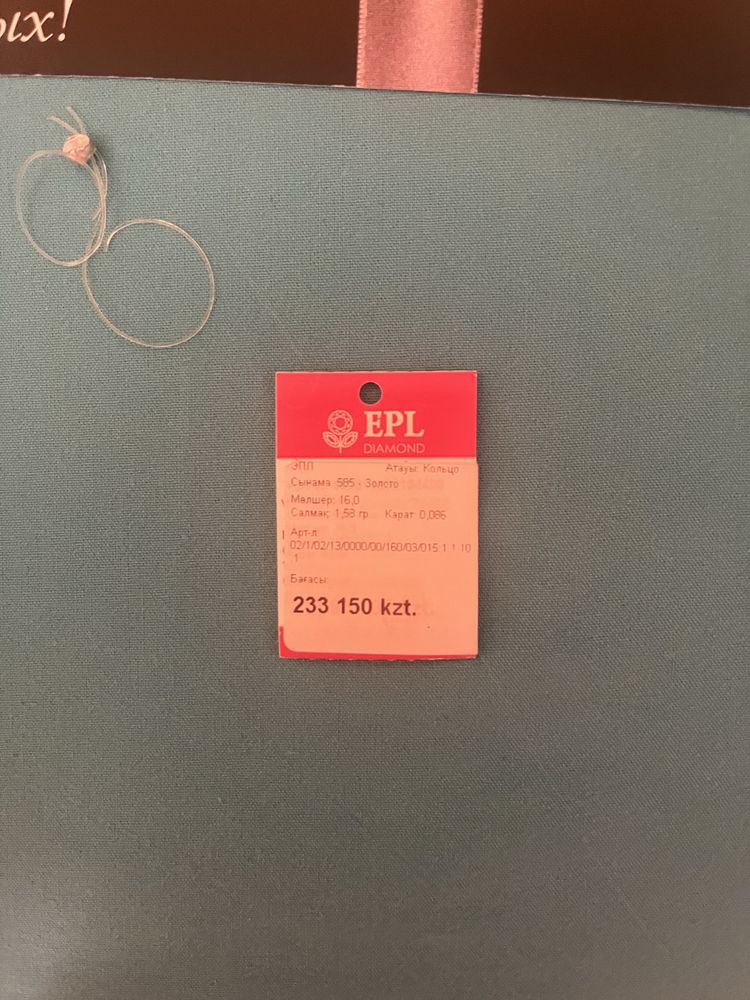 ых!
EPL
DIAMOND
ЭПЛ Атауы: Кольцо
Сынама: 585 - Золото
Мөлшер: 16,0
Салмақ: 1,58 гр. Карат: 0,086
Арт-л
02/1/02/13/0000/00/160/03/015.1.1.10
.1
Бағасы:
233 150 kzt.